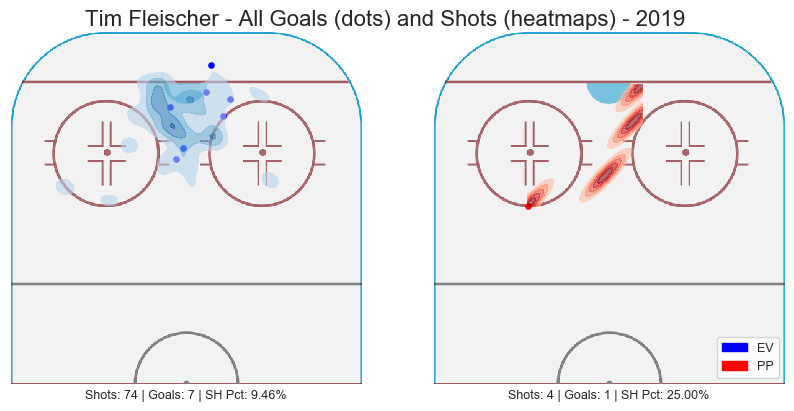 Tim Fleischer - All Goals (dots) and Shots (heatmaps) - 2019
EV
PP
Shots: 74 | Goals: 7 | SH Pct: 9.46%
Shots: 4 | Goals: 1 | SH Pct: 25.00%